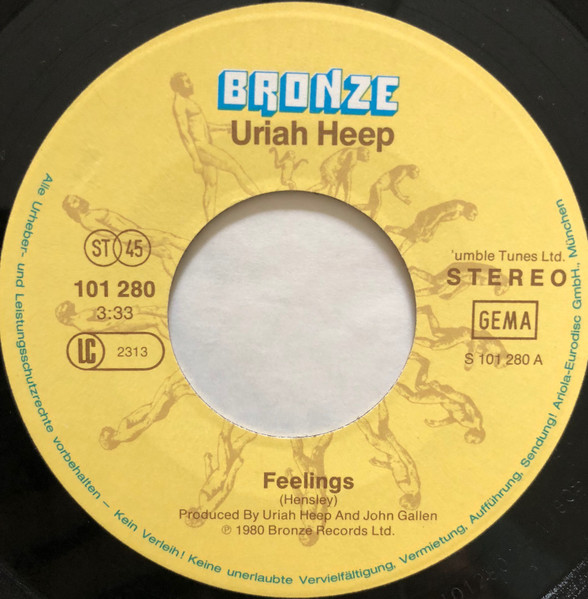 BRONZE
Uriah Heep
ST 45
101 280
3:33
LC 2313
'umble Tunes Ltd.
STEREO
GEMA
S 101 280 A
Feelings
(Hensley)
Produced By Uriah Heep And John Gallen
℗ 1980 Bronze Records Ltd.
Alle Urheber- und Leistungsschutzrechte vorbehalten – Kein Verleih! Keine unerlaubte Vervielfältigung, Vermietung, Aufführung, Sendung! Ariola-Eurodisc GmbH., München